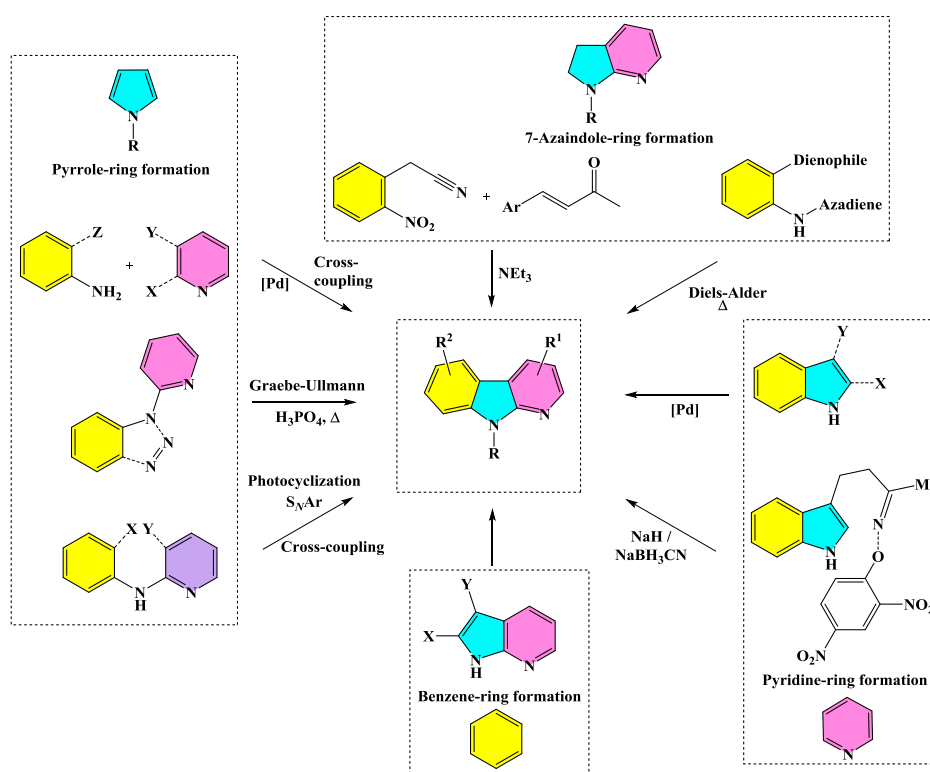 N
R
Pyrrole-ring formation
Z
NH₂
+
Y
X
N
N
N
N
N
X Y
N
H
N
N
N
R
7-Azaindole-ring formation
N
NO₂
+
O
Ar
Dienophile
Azadiene
N
H
Cross-
coupling
[Pd]
NEt₃
Diels-Alder
Δ
Graebe-Ullmann
H₃PO₄, Δ
Photocyclization
SNAr
Cross-coupling
R²
R¹
N
N
R
[Pd]
NaH /
NaBH₃CN
Y
X
N
H
N
Benzene-ring formation
Y
X
N
H
M
N
N
H
O
NO₂
O₂N
Pyridine-ring formation
N